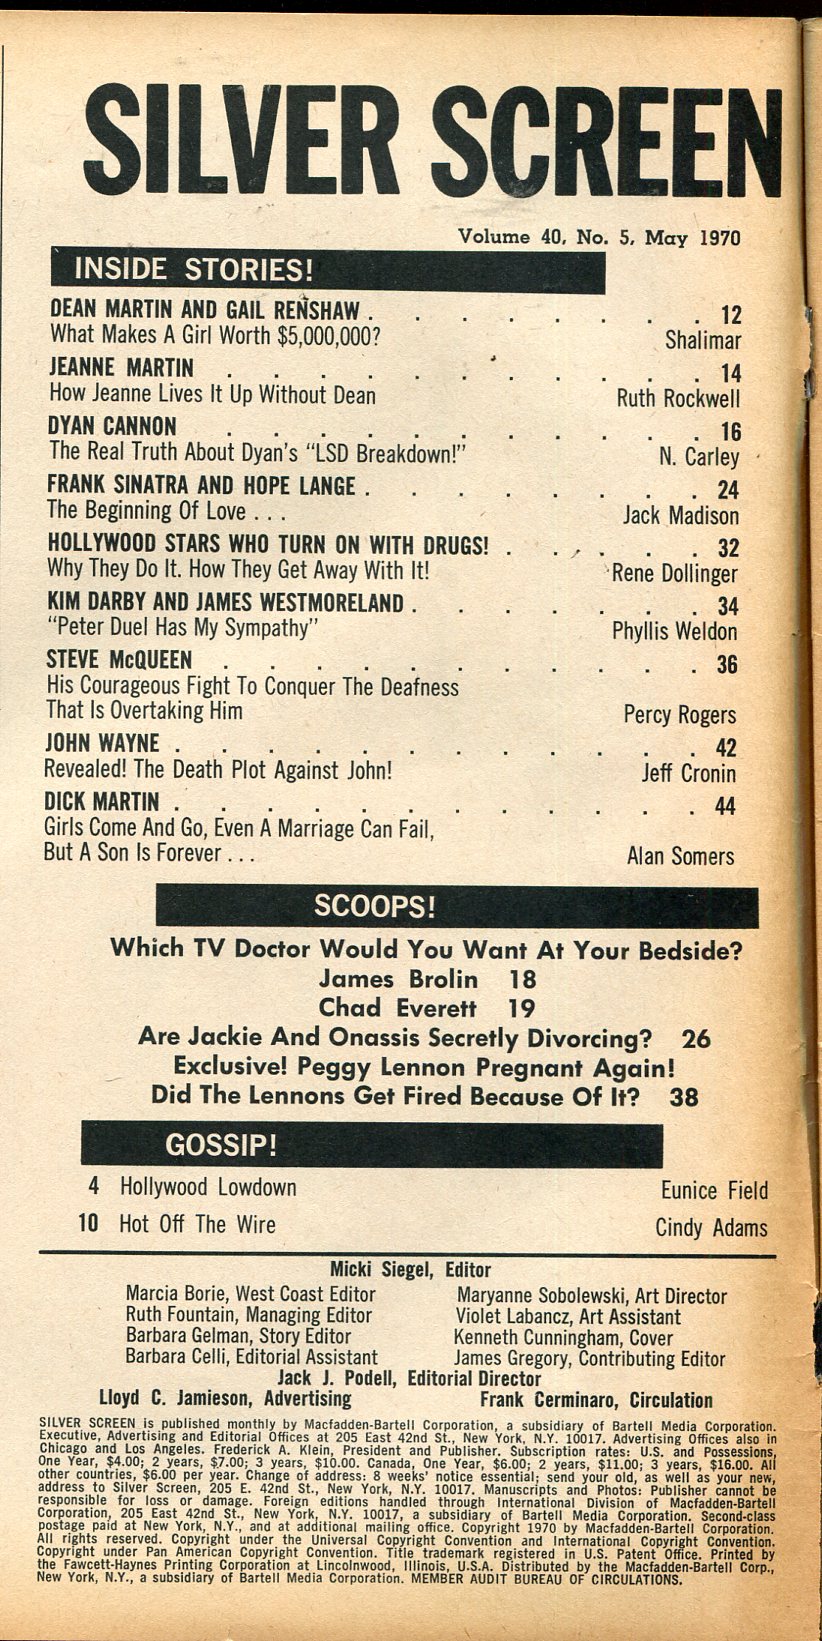 SILVER SCREEN
Volume 40, No. 5, May 1970
INSIDE STORIES!
DEAN MARTIN AND GAIL RENSHAW . . . . . . . . 12
What Makes A Girl Worth $5,000,000? Shalimar
JEANNE MARTIN . . . . . . . . . . . 14
How Jeanne Lives It Up Without Dean Ruth Rockwell
DYAN CANNON . . . . . . . . . . . 16
The Real Truth About Dyan's "LSD Breakdown!" N. Carley
FRANK SINATRA AND HOPE LANGE . . . . . . . . 24
The Beginning Of Love . . . Jack Madison
HOLLYWOOD STARS WHO TURN ON WITH DRUGS! . . . . . 32
Why They Do It. How They Get Away With It! Rene Dollinger
KIM DARBY AND JAMES WESTMORELAND . . . . . . . 34
"Peter Duel Has My Sympathy" Phyllis Weldon
STEVE McQUEEN . . . . . . . . . . . 36
His Courageous Fight To Conquer The Deafness
That Is Overtaking Him Percy Rogers
JOHN WAYNE . . . . . . . . . . . . 42
Revealed! The Death Plot Against John! Jeff Cronin
DICK MARTIN . . . . . . . . . . . . 44
Girls Come And Go, Even A Marriage Can Fail,
But A Son Is Forever . . . Alan Somers
SCOOPS!
Which TV Doctor Would You Want At Your Bedside?
James Brolin 18
Chad Everett 19
Are Jackie And Onassis Secretly Divorcing? 26
Exclusive! Peggy Lennon Pregnant Again!
Did The Lennons Get Fired Because Of It? 38
GOSSIP!
4 Hollywood Lowdown Eunice Field
10 Hot Off The Wire Cindy Adams
Micki Siegel, Editor
Marcia Borie, West Coast Editor Maryanne Sobolewski, Art Director
Ruth Fountain, Managing Editor Violet Labancz, Art Assistant
Barbara Gelman, Story Editor Kenneth Cunningham, Cover
Barbara Celli, Editorial Assistant James Gregory, Contributing Editor
Jack J. Podell, Editorial Director
Lloyd C. Jamieson, Advertising Frank Cerminaro, Circulation
SILVER SCREEN is published monthly by Macfadden-Bartell Corporation, a subsidiary of Bartell Media Corporation.
Executive, Advertising and Editorial Offices at 205 East 42nd St., New York, N.Y. 10017. Advertising Offices also in
Chicago and Los Angeles. Frederick A. Klein, President and Publisher. Subscription rates: U.S. and Possessions,
One Year, $4.00; 2 years, $7.00; 3 years, $10.00. Canada, One Year, $6.00; 2 years, $11.00; 3 years, $16.00. All
other countries, $6.00 per year. Change of address: 8 weeks' notice essential; send your old, as well as your new,
address to Silver Screen, 205 E. 42nd St., New York, N.Y. 10017. Manuscripts and Photos: Publisher cannot be
responsible for loss or damage. Foreign editions handled through International Division of Macfadden-Bartell
Corporation, 205 East 42nd St., New York, N.Y. 10017, a subsidiary of Bartell Media Corporation. Second-class
postage paid at New York, N.Y., and at additional mailing office. Copyright 1970 by Macfadden-Bartell Corporation.
All rights reserved. Copyright under the Universal Copyright Convention and International Copyright Convention.
Copyright under Pan American Copyright Convention. Title trademark registered in U.S. Patent Office. Printed by
the Fawcett-Haynes Printing Corporation at Lincolnwood, Illinois, U.S.A. Distributed by the Macfadden-Bartell Corp.,
New York, N.Y., a subsidiary of Bartell Media Corporation. MEMBER AUDIT BUREAU OF CIRCULATIONS.